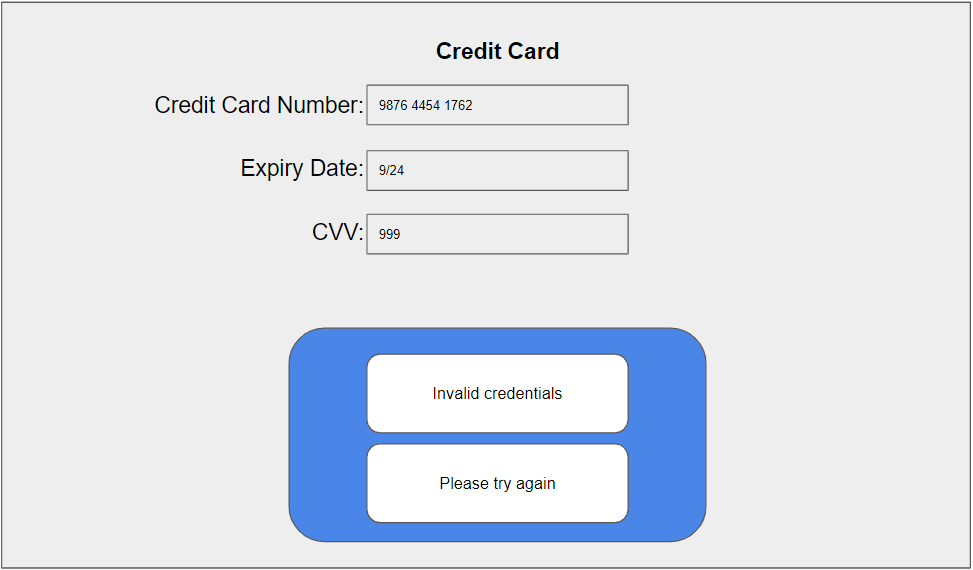 Credit Card
Credit Card Number: 9876 4454 1762
Expiry Date: 9/24
CVV: 999
Invalid credentials
Please try again